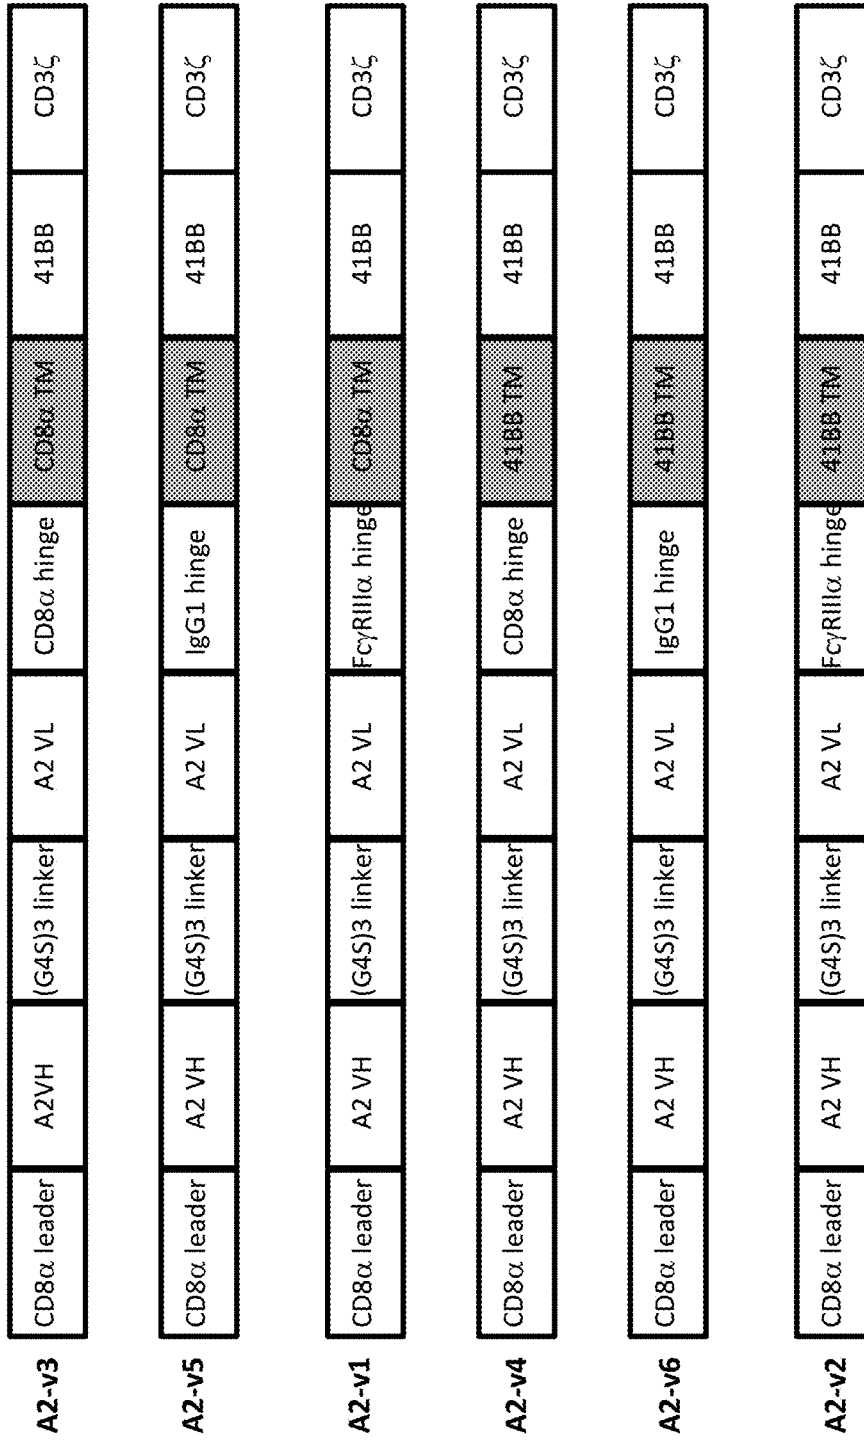 A2-v3 CD8α leader A2VH (G4S)3 linker A2 VL CD8α hinge CD8α TM 41BB CD3ζ
A2-v5 CD8α leader A2 VH (G4S)3 linker A2 VL IgG1 hinge CD8α TM 41BB CD3ζ
A2-v1 CD8α leader A2 VH (G4S)3 linker A2 VL FcγRIIIα hinge CD8α TM 41BB CD3ζ
A2-v4 CD8α leader A2 VH (G4S)3 linker A2 VL CD8α hinge 41BB TM 41BB CD3ζ
A2-v6 CD8α leader A2 VH (G4S)3 linker A2 VL IgG1 hinge 41BB TM 41BB CD3ζ
A2-v2 CD8α leader A2 VH (G4S)3 linker A2 VL FcγRIIIα hinge 41BB TM 41BB CD3ζ